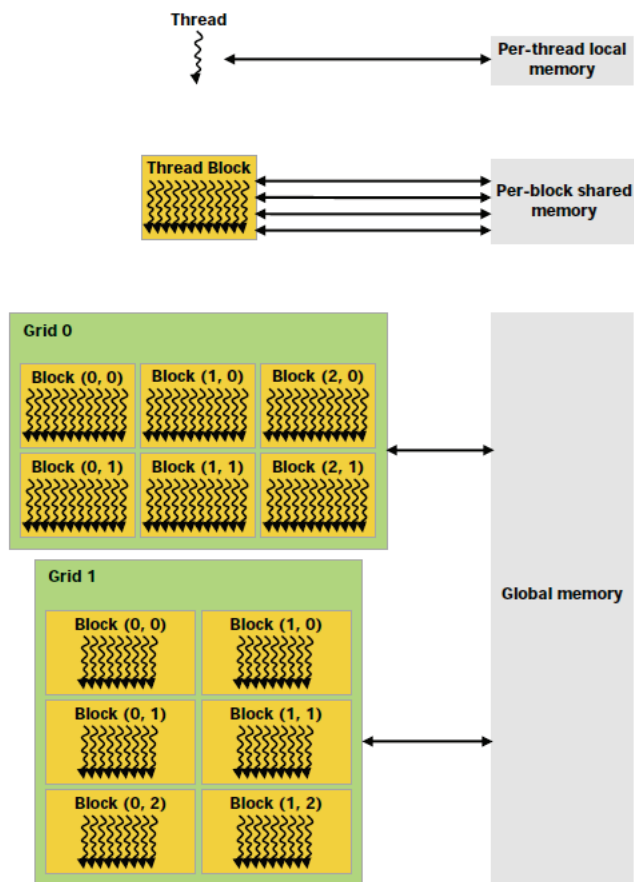 Thread
Per-thread local
memory
Thread Block
Per-block shared
memory
Grid 0
Block (0, 0) Block (1, 0) Block (2, 0)
Block (0, 1) Block (1, 1) Block (2, 1)
Grid 1
Block (0, 0) Block (1, 0)
Global memory
Block (0, 1) Block (1, 1)
Block (0, 2) Block (1, 2)